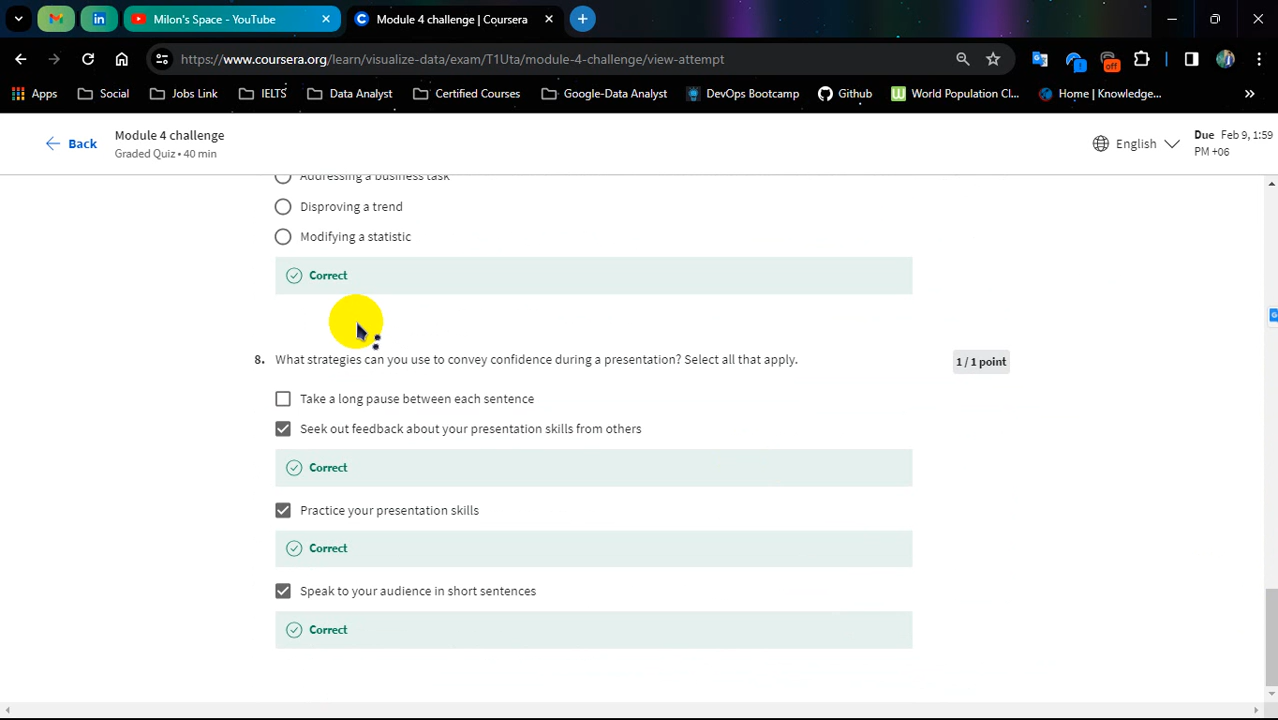 Milon's Space - YouTube
Module 4 challenge | Coursera
https://www.coursera.org/learn/visualize-data/exam/T1Uta/module-4-challenge/view-attempt
off
Apps Social Jobs Link IELTS Data Analyst Certified Courses Google-Data Analyst DevOps Bootcamp Github World Population Cl... Home | Knowledge...
Back
Module 4 challenge
Graded Quiz • 40 min
English
Due Feb 9, 1:59
PM +06
Addressing a business task
Disproving a trend
Modifying a statistic
Correct
8. What strategies can you use to convey confidence during a presentation? Select all that apply.
1 / 1 point
Take a long pause between each sentence
Seek out feedback about your presentation skills from others
Correct
Practice your presentation skills
Correct
Speak to your audience in short sentences
Correct